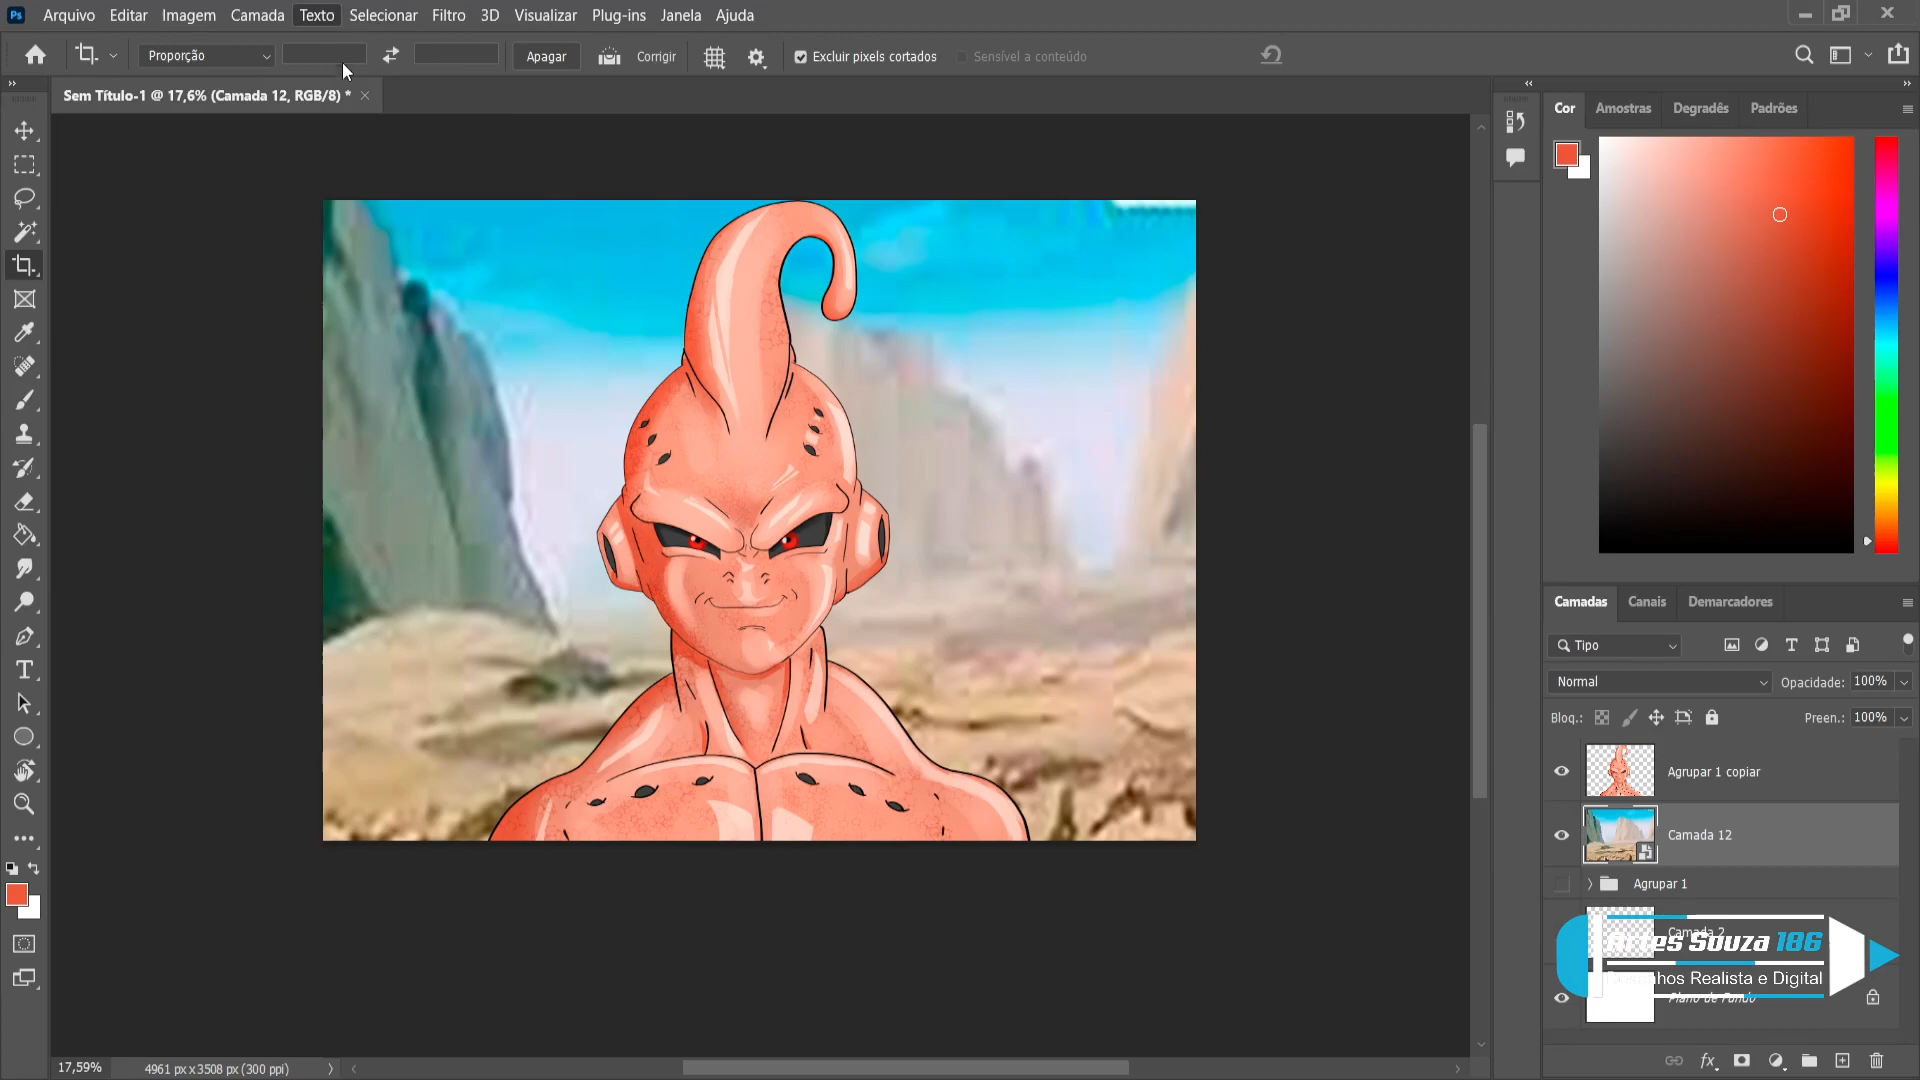 Ps Arquivo Editar Imagem Camada Texto Selecionar Filtro 3D Visualizar Plug-ins Janela Ajuda
Proporção Apagar Corrigir Excluir pixels cortados Sensível a conteúdo
Sem Título-1 @ 17,6% (Camada 12, RGB/8) *
Cor Amostras Degradês Padrões
Camadas Canais Demarcadores
Tipo
Normal Opacidade: 100%
Bloq.: Preen.: 100%
Agrupar 1 copiar
Camada 12
Agrupar 1
Camada 2
Artes Souza 186
Desenhos Realista e Digital
Plano de Fundo
17,59% 4961 px x 3508 px (300 ppi)